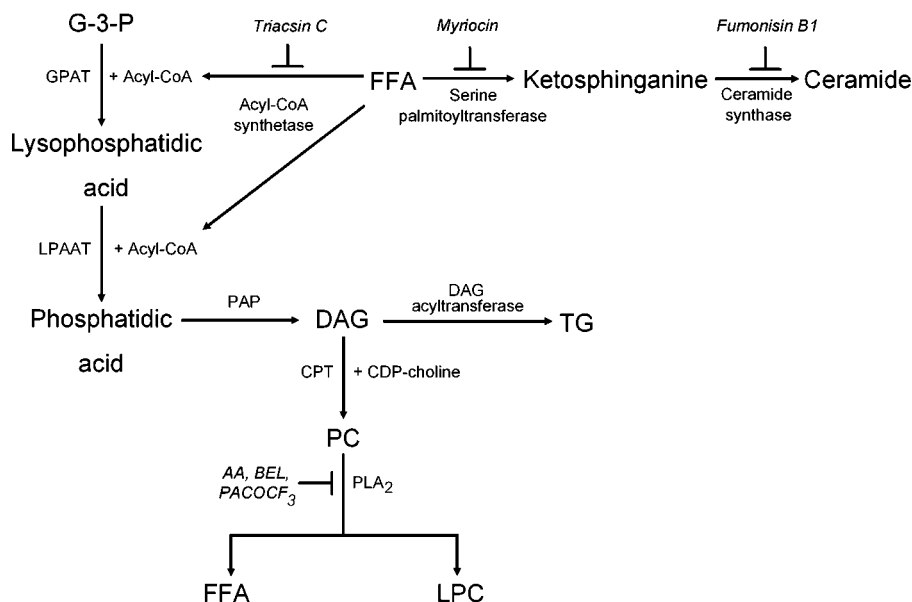 G-3-P
Triacsin C
Myriocin
Fumonisin B1
GPAT
+ Acyl-CoA
FFA
Ketosphinganine
Ceramide
Acyl-CoA
synthetase
Serine
palmitoyltransferase
Ceramide
synthase
Lysophosphatidic
acid
LPAAT
+ Acyl-CoA
Phosphatidic
acid
PAP
DAG
DAG
acyltransferase
TG
CPT
+ CDP-choline
PC
AA, BEL,
PACOCF₃
PLA₂
FFA
LPC